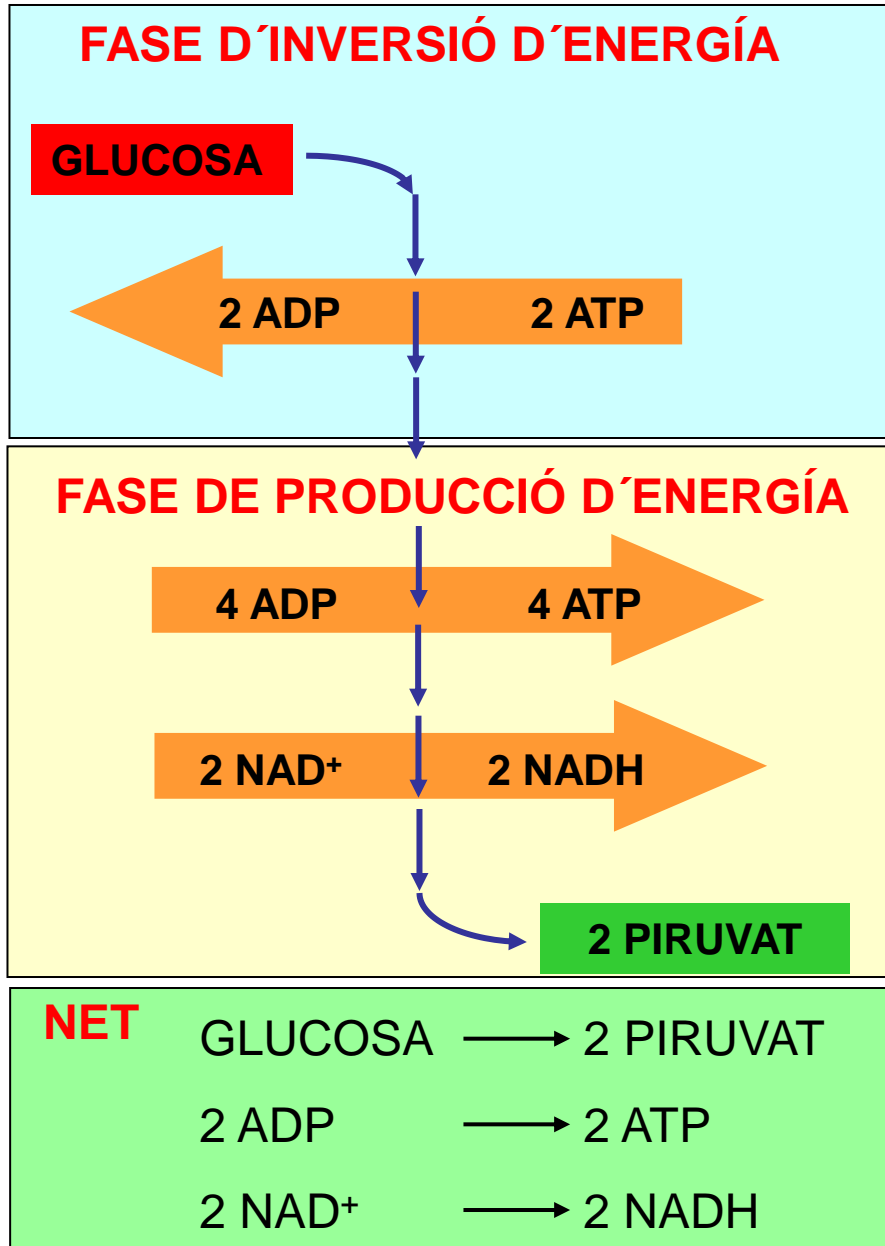 FASE D´INVERSIÓ D´ENERGÍA
GLUCOSA
2 ADP 2 ATP
FASE DE PRODUCCIÓ D´ENERGÍA
4 ADP 4 ATP
2 NAD⁺ 2 NADH
2 PIRUVAT
NET
GLUCOSA → 2 PIRUVAT
2 ADP → 2 ATP
2 NAD⁺ → 2 NADH